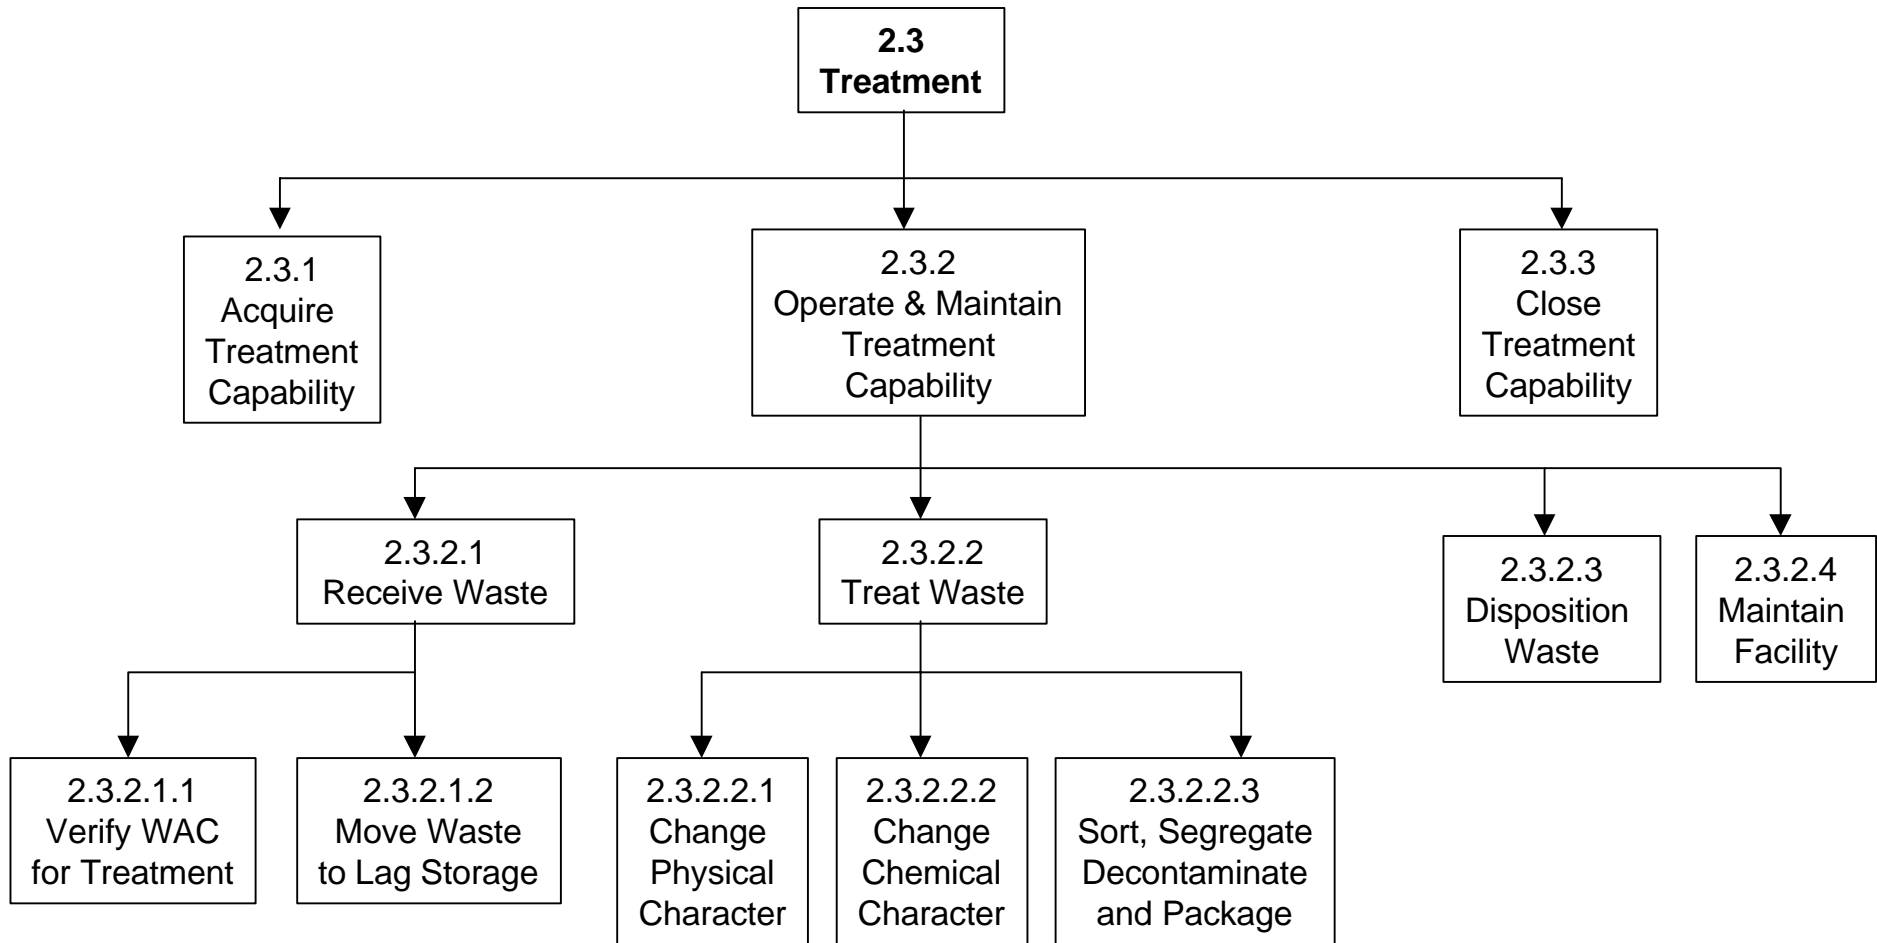 2.3
Treatment
2.3.1
Acquire
Treatment
Capability
2.3.2
Operate & Maintain
Treatment
Capability
2.3.3
Close
Treatment
Capability
2.3.2.1
Receive Waste
2.3.2.2
Treat Waste
2.3.2.3
Disposition
Waste
2.3.2.4
Maintain
Facility
2.3.2.1.1
Verify WAC
for Treatment
2.3.2.1.2
Move Waste
to Lag Storage
2.3.2.2.1
Change
Physical
Character
2.3.2.2.2
Change
Chemical
Character
2.3.2.2.3
Sort, Segregate
Decontaminate
and Package